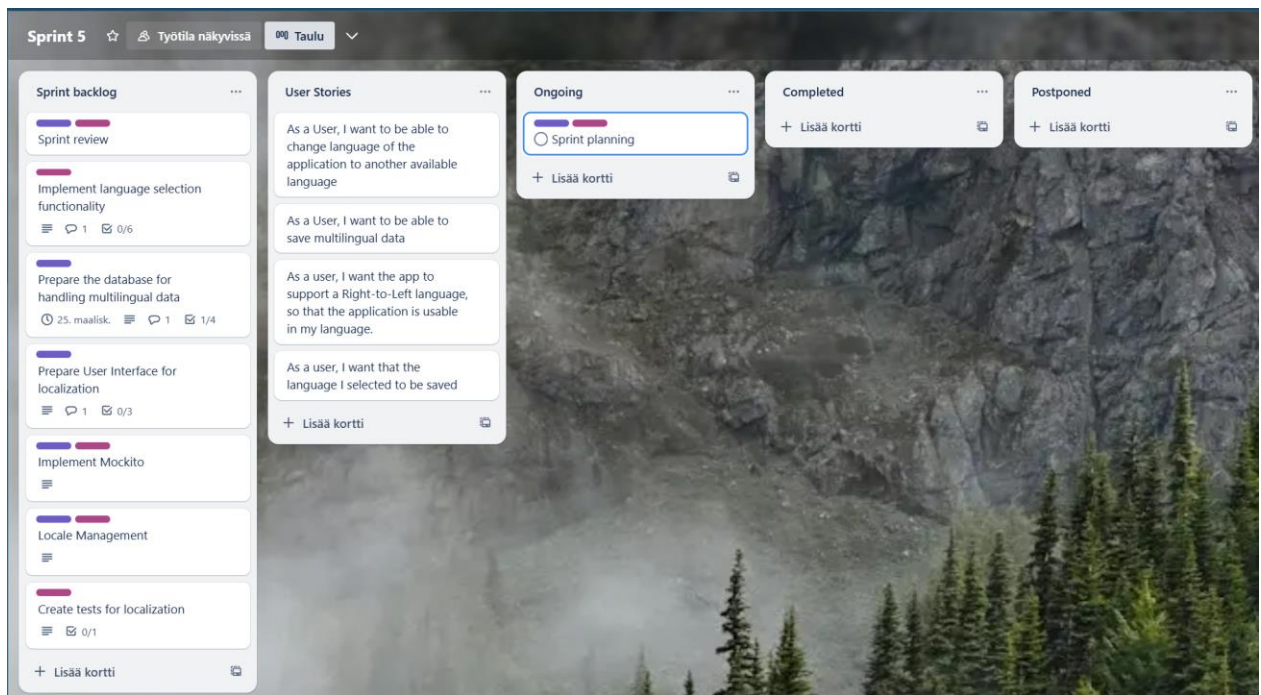 Sprint 5
Työtila näkyvissä
Taulu
Sprint backlog
Sprint review
Implement language selection
functionality
1
0/6
Prepare the database for
handling multilingual data
25. maalisk.
1
1/4
Prepare User Interface for
localization
1
0/3
Implement Mockito
Locale Management
Create tests for localization
0/1
+ Lisää kortti
User Stories
As a User, I want to be able to
change language of the
application to another available
language
As a User, I want to be able to
save multilingual data
As a user, I want the app to
support a Right-to-Left language,
so that the application is usable
in my language.
As a user, I want that the
language I selected to be saved
+ Lisää kortti
Ongoing
Sprint planning
+ Lisää kortti
Completed
+ Lisää kortti
Postponed
+ Lisää kortti